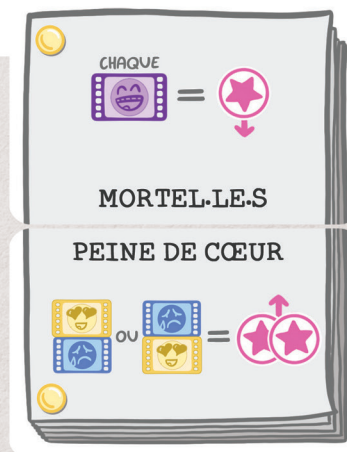 CHAQUE
=
MORTEL·LE·S
PEINE DE CŒUR
OU =